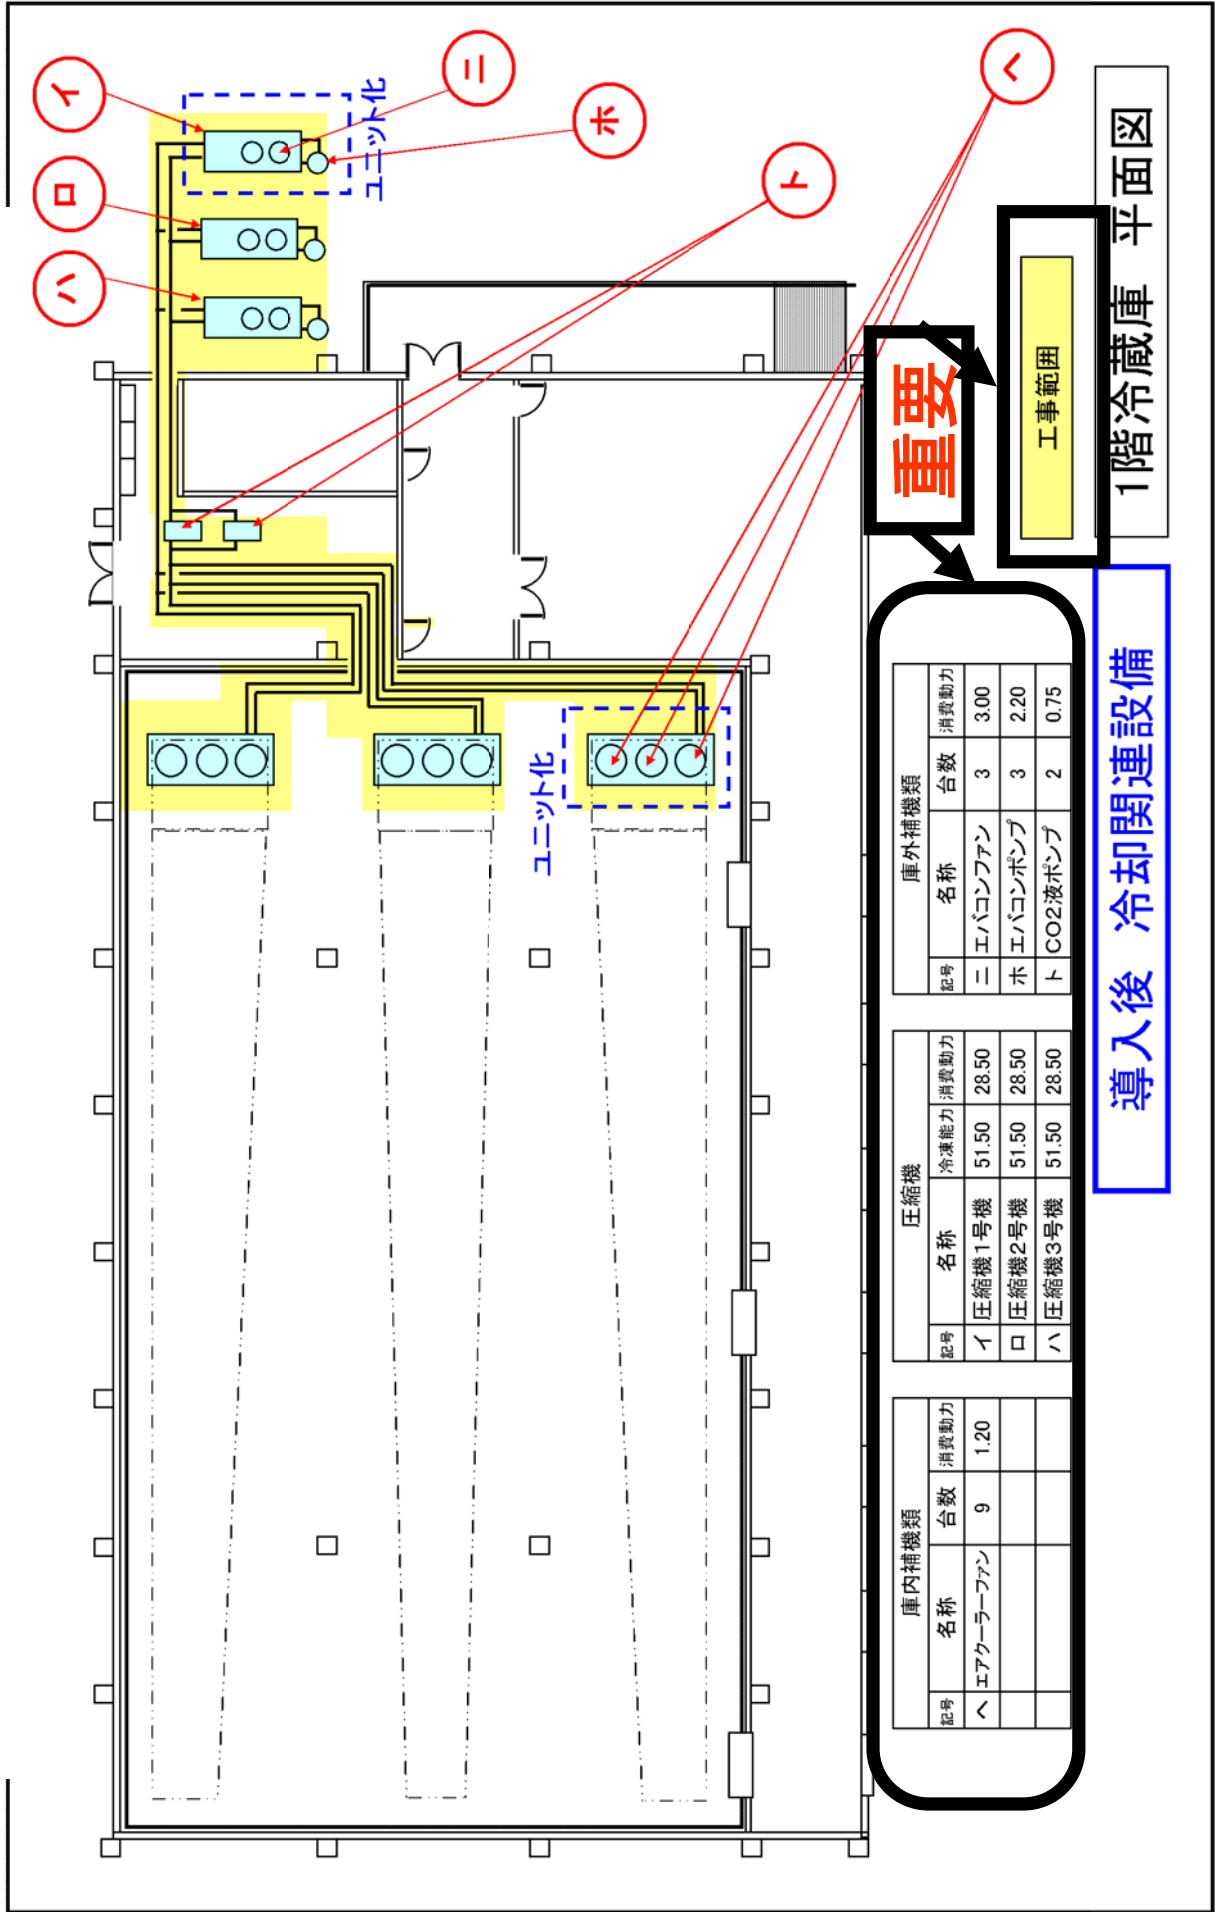 イ
ロ
ハ
ニ
ホ
ト
ヘ
ユニット化
ユニット化
重要
工事範囲
1階冷蔵庫 平面図
導入後 冷却関連設備
庫内補機類
記号 名称 台数 消費動力
ヘ エアクーラーファン 9 1.20
圧縮機
記号 名称 冷凍能力 消費動力
イ 圧縮機1号機 51.50 28.50
ロ 圧縮機2号機 51.50 28.50
ハ 圧縮機3号機 51.50 28.50
庫外補機類
記号 名称 台数 消費動力
ニ エバコンファン 3 3.00
ホ エバコンポンプ 3 2.20
ト CO2液ポンプ 2 0.75